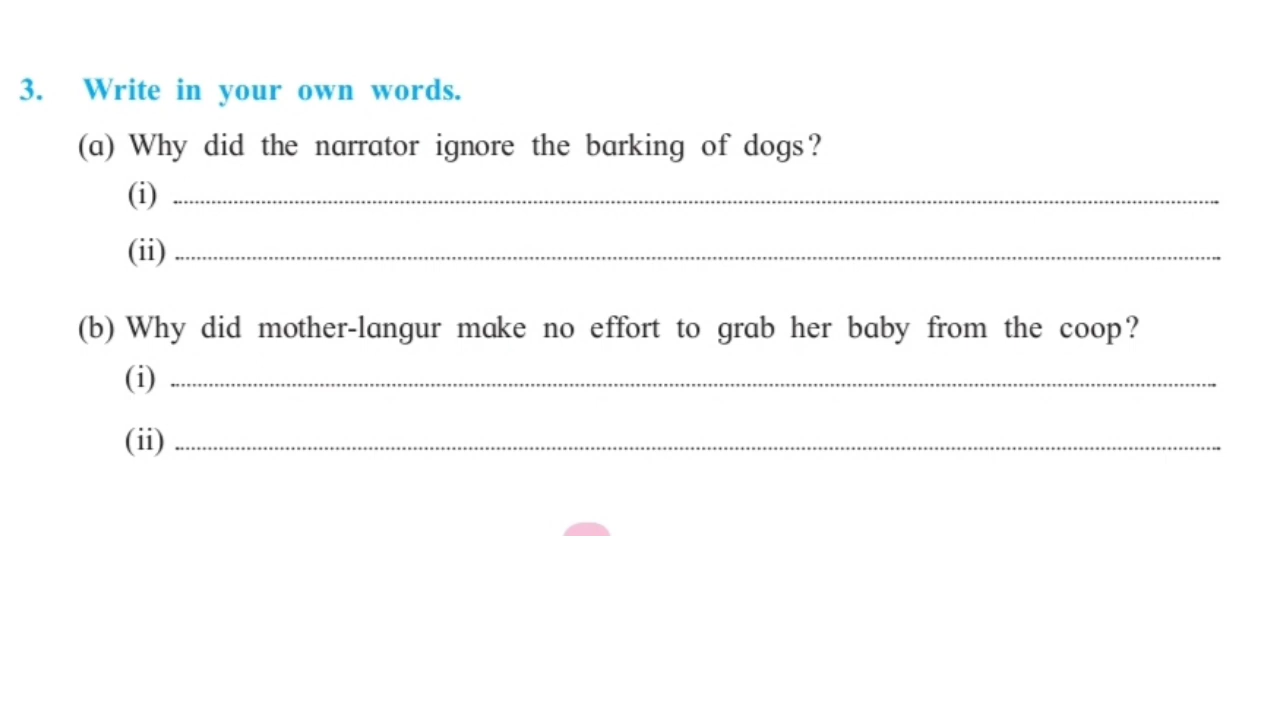 3. Write in your own words.
(a) Why did the narrator ignore the barking of dogs?
(i)
(ii)
(b) Why did mother-langur make no effort to grab her baby from the coop?
(i)
(ii)